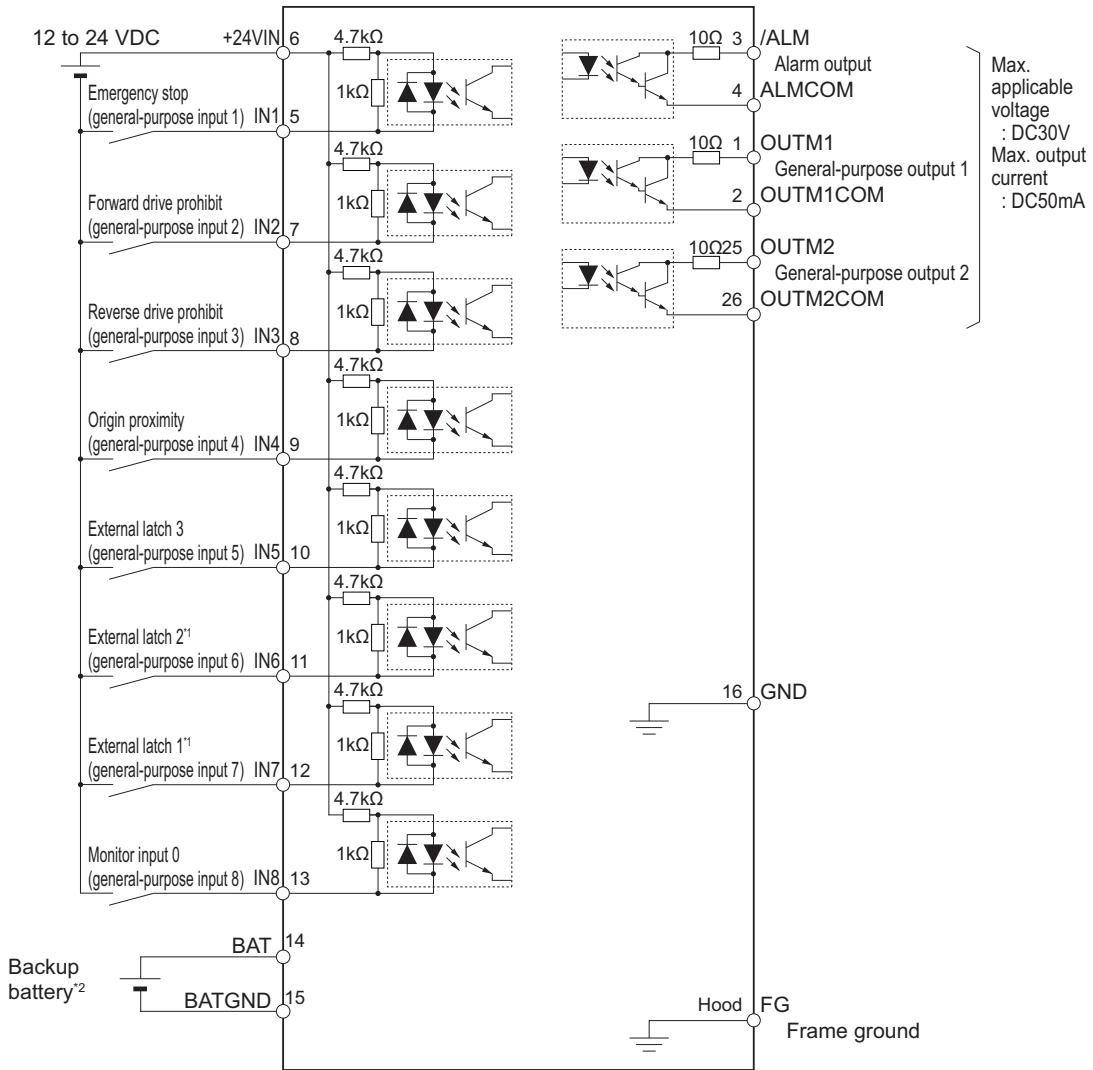 12 to 24 VDC
+24VIN 6
4.7kΩ
1kΩ
Emergency stop
(general-purpose input 1) IN1 5
4.7kΩ
1kΩ
Forward drive prohibit
(general-purpose input 2) IN2 7
4.7kΩ
1kΩ
Reverse drive prohibit
(general-purpose input 3) IN3 8
4.7kΩ
1kΩ
Origin proximity
(general-purpose input 4) IN4 9
4.7kΩ
1kΩ
External latch 3
(general-purpose input 5) IN5 10
4.7kΩ
1kΩ
External latch 2*1
(general-purpose input 6) IN6 11
4.7kΩ
1kΩ
External latch 1*1
(general-purpose input 7) IN7 12
4.7kΩ
1kΩ
Monitor input 0
(general-purpose input 8) IN8 13
BAT 14
Backup
battery*2
BATGND 15
10Ω 3 /ALM
Alarm output
4 ALMCOM
10Ω 1 OUTM1
General-purpose output 1
2 OUTM1COM
10Ω25 OUTM2
General-purpose output 2
26 OUTM2COM
Max.
applicable
voltage
: DC30V
Max. output
current
: DC50mA
16 GND
Hood FG
Frame ground